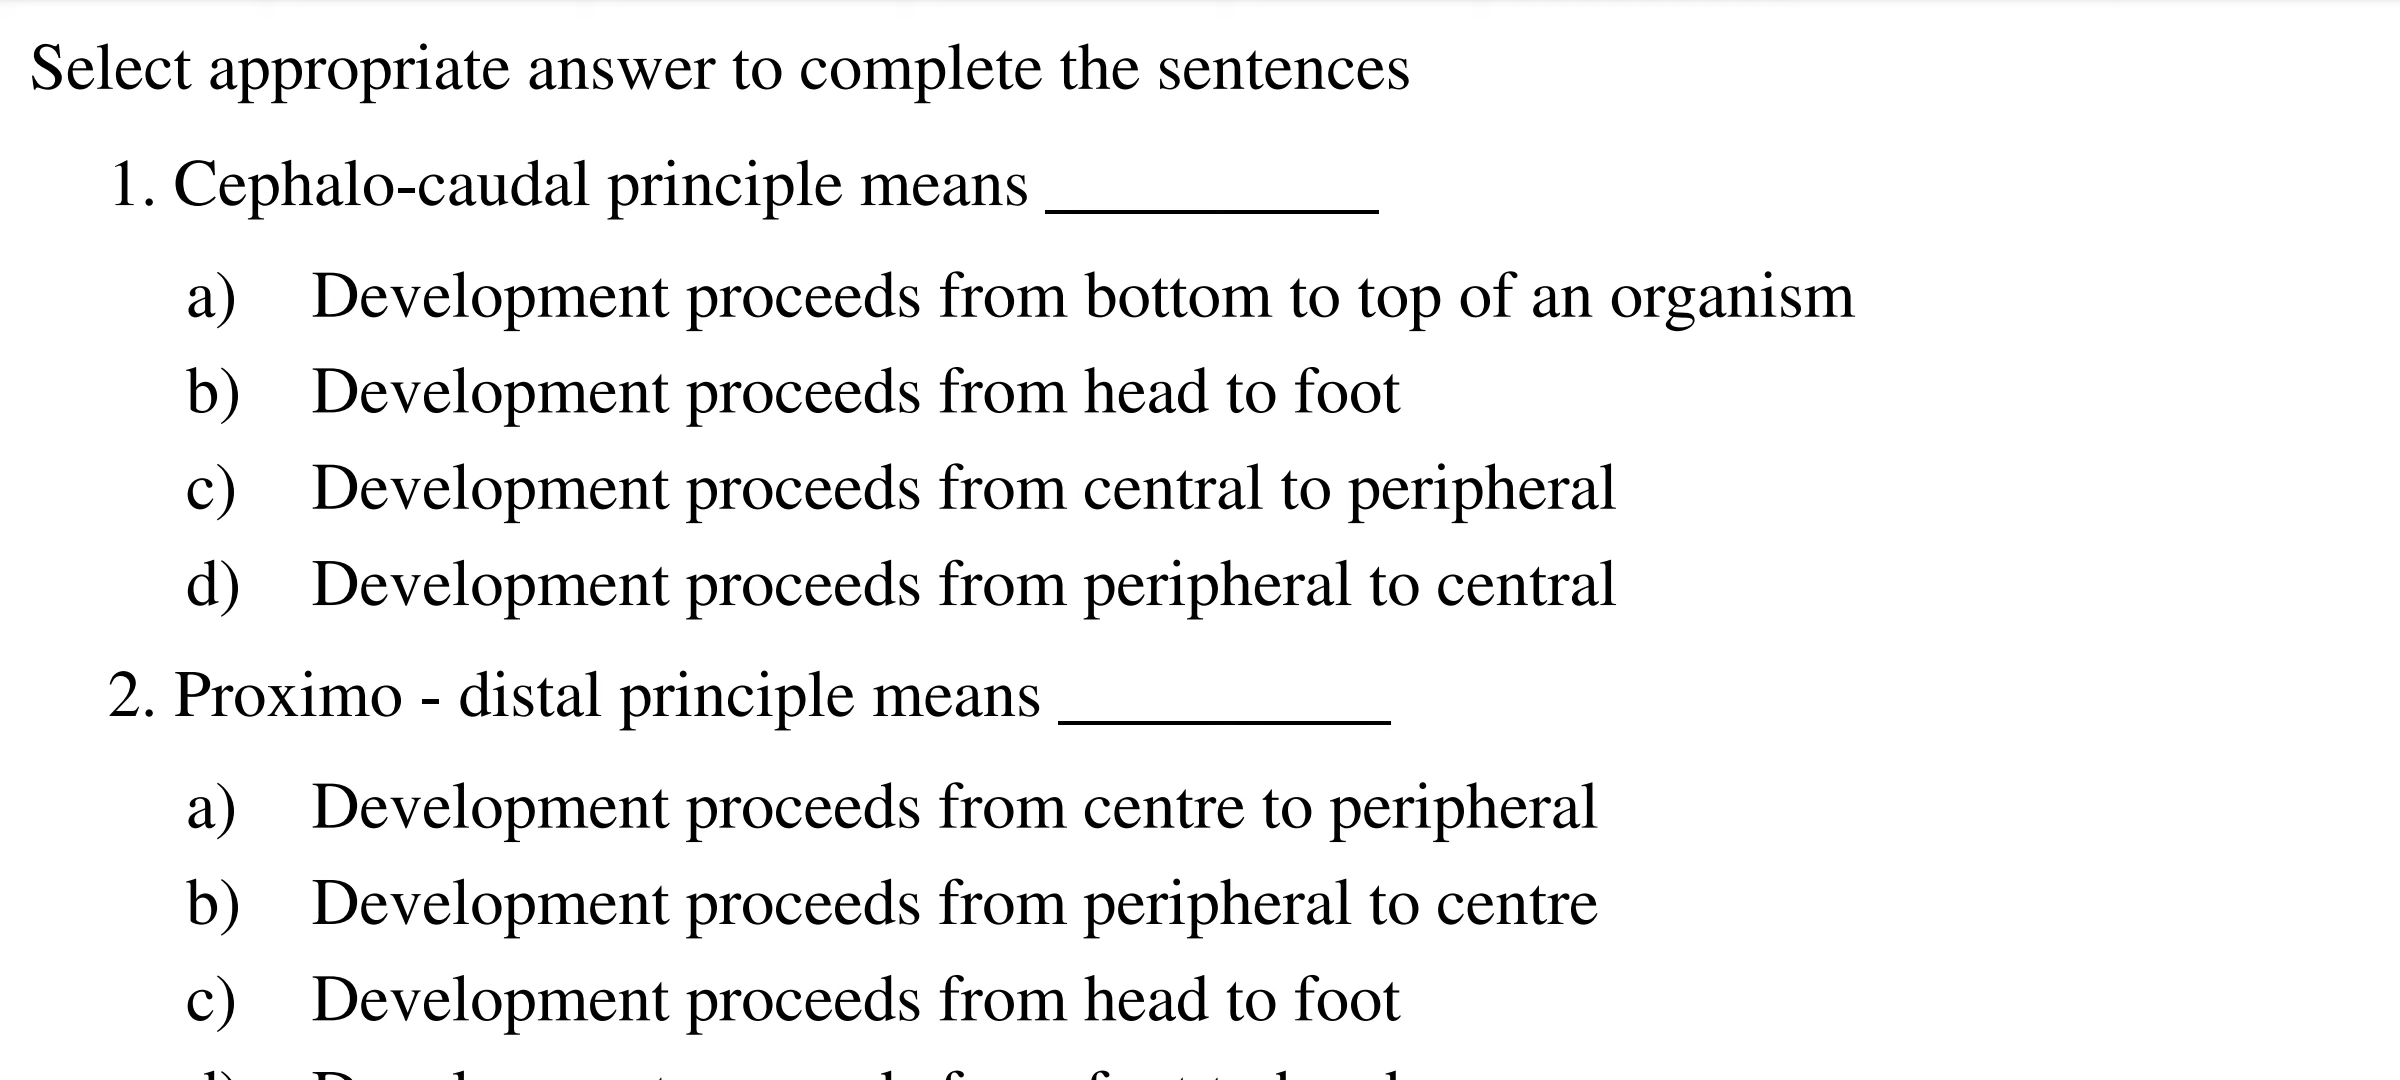 Select appropriate answer to complete the sentences
1. Cephalo-caudal principle means __________
a) Development proceeds from bottom to top of an organism
b) Development proceeds from head to foot
c) Development proceeds from central to peripheral
d) Development proceeds from peripheral to central
2. Proximo - distal principle means __________
a) Development proceeds from centre to peripheral
b) Development proceeds from peripheral to centre
c) Development proceeds from head to foot